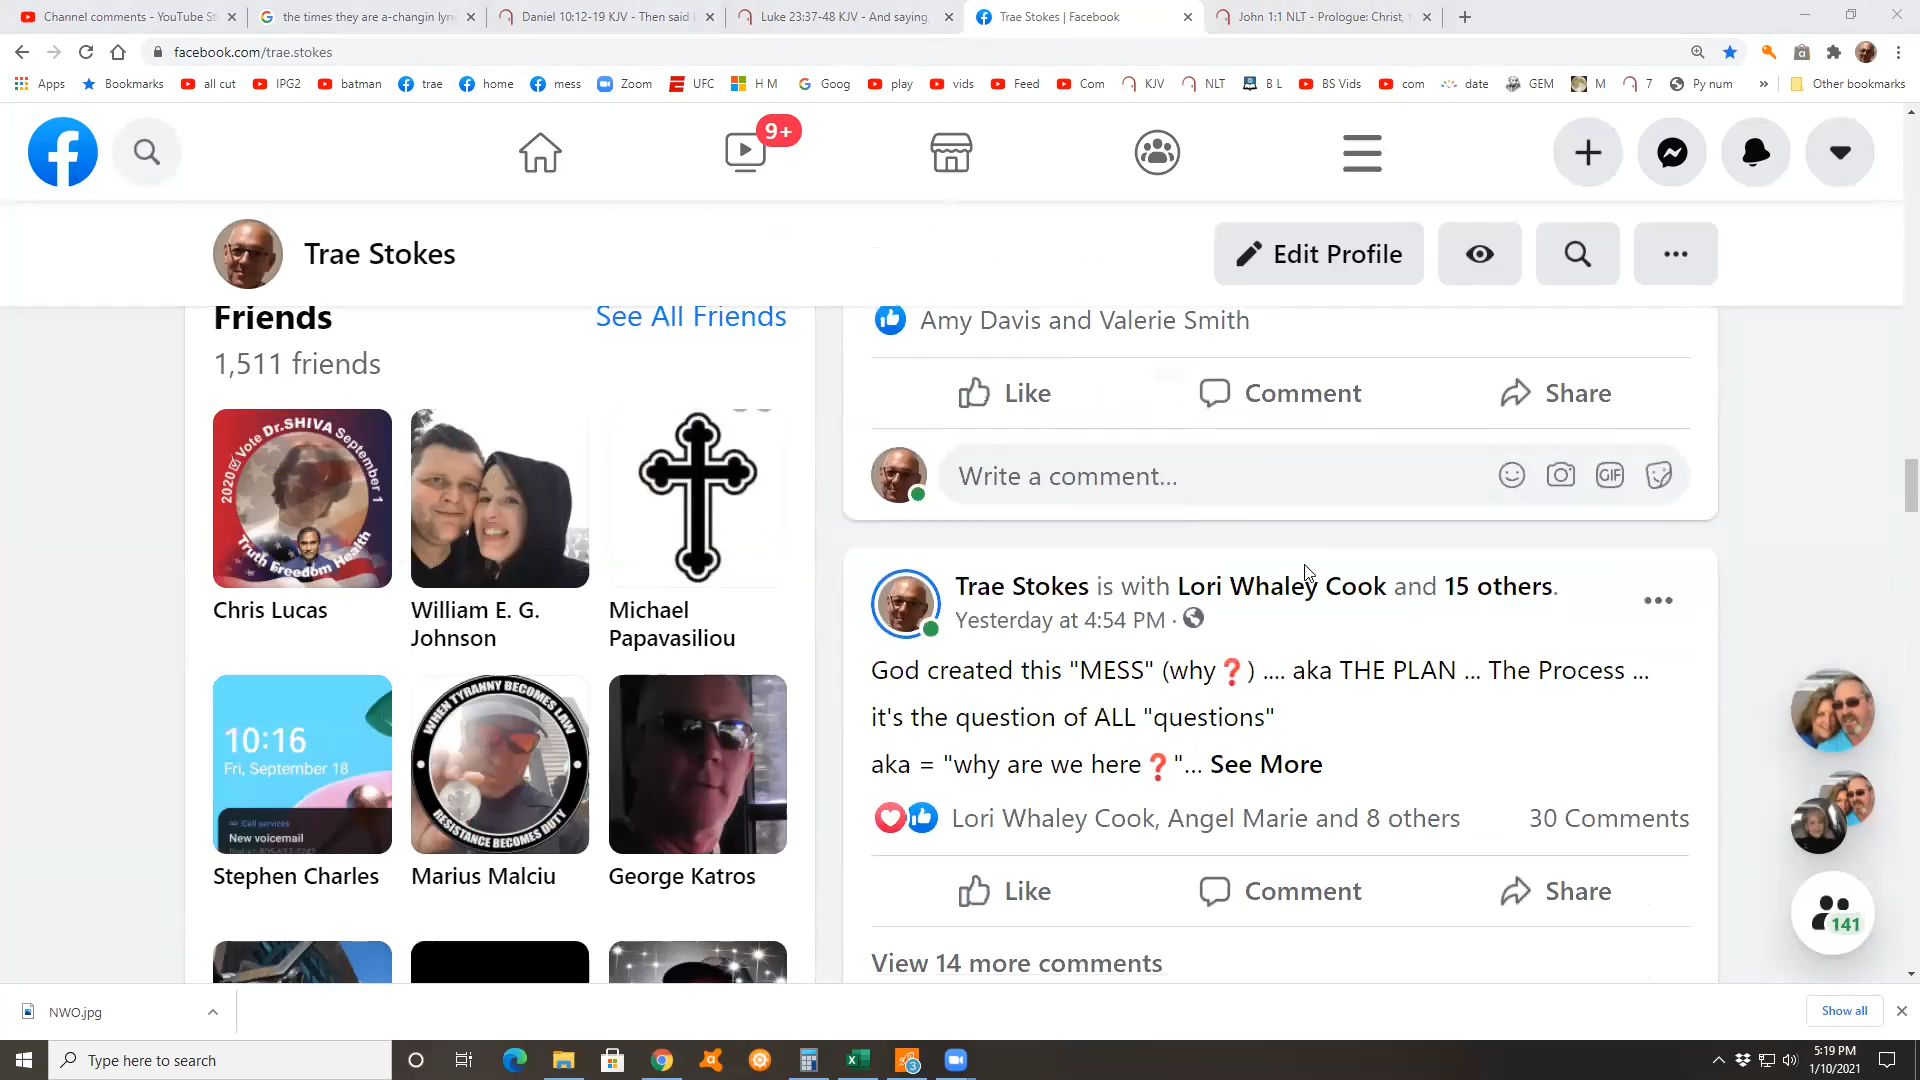 Channel comments - YouTube St
the times they are a-changin lyri
Daniel 10:12-19 KJV - Then said
Luke 23:37-48 KJV - And saying,
Trae Stokes | Facebook
John 1:1 NLT - Prologue: Christ,
facebook.com/trae.stokes
Apps
Bookmarks
all cut
IPG2
batman
trae
home
mess
Zoom
UFC
H M
Goog
play
vids
Feed
Com
KJV
NLT
B L
BS Vids
com
date
GEM
M
7
Py num
»
Other bookmarks
9+
Trae Stokes
Edit Profile
Friends
See All Friends
1,511 friends
2020 Vote Dr.SHIVA September 1
Truth Freedom Health
Chris Lucas
William E. G.
Johnson
Michael
Papavasiliou
10:16
Fri, September 18
Call services
New voicemail
Stephen Charles
WHEN TYRANNY BECOMES LAW
RESISTANCE BECOMES DUTY
Marius Malciu
George Katros
Amy Davis and Valerie Smith
Like
Comment
Share
Write a comment...
GIF
Trae Stokes is with Lori Whaley Cook and 15 others.
Yesterday at 4:54 PM ·
God created this "MESS" (why❓) .... aka THE PLAN ... The Process ...
it's the question of ALL "questions"
aka = "why are we here❓"... See More
Lori Whaley Cook, Angel Marie and 8 others
30 Comments
Like
Comment
Share
View 14 more comments
141
NWO.jpg
Show all
Type here to search
3
5:19 PM
1/10/2021